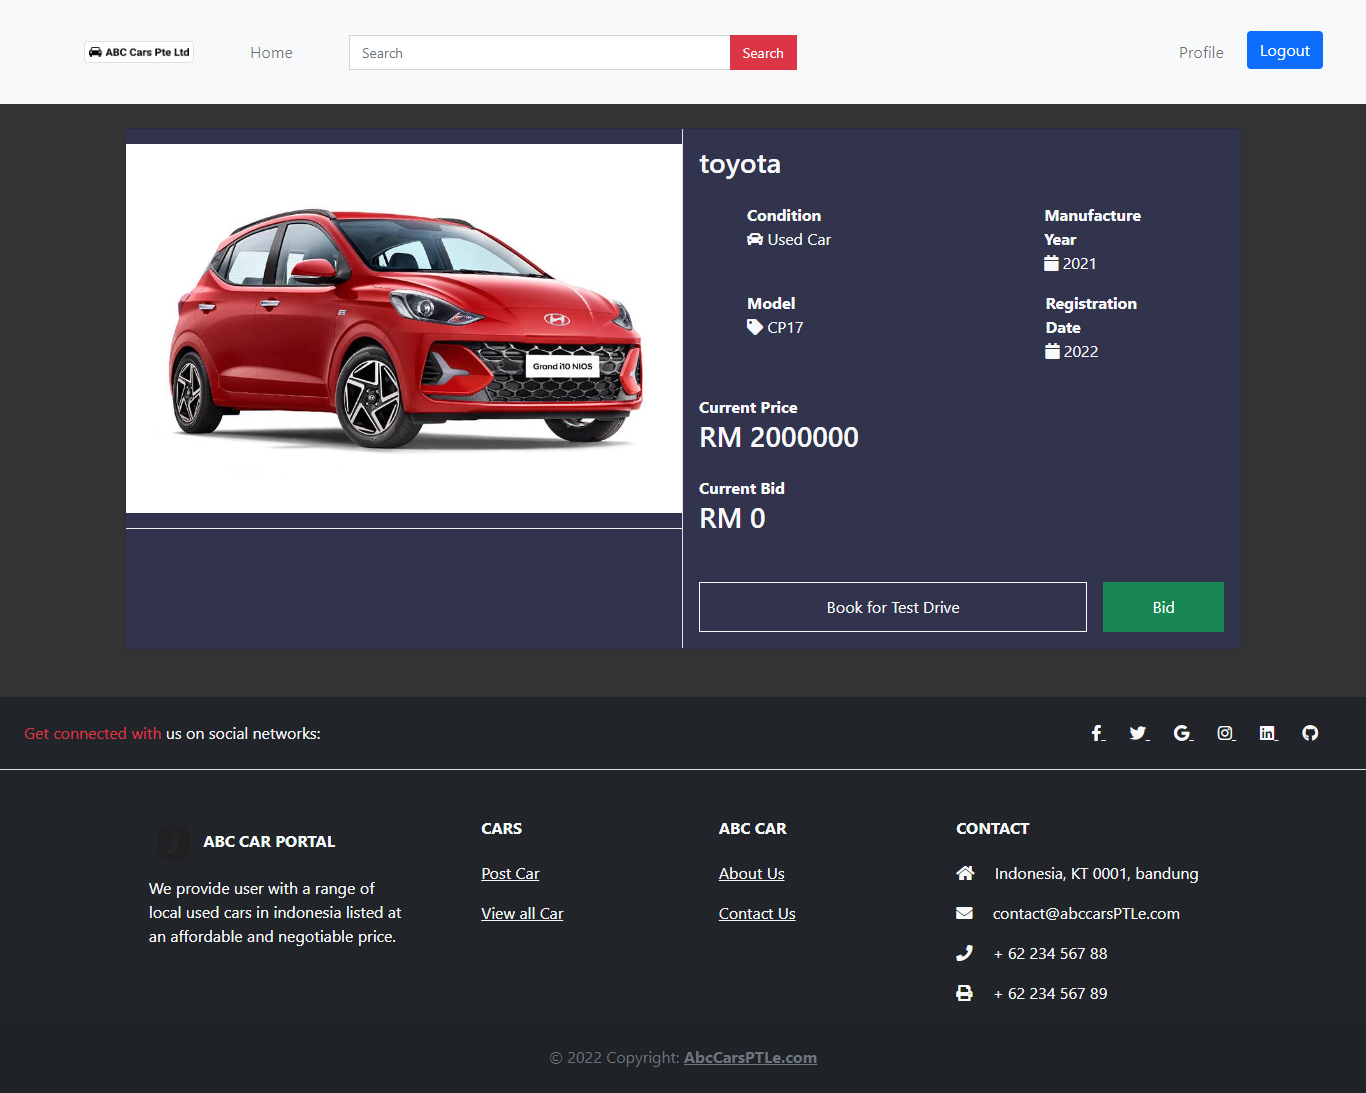 ABC Cars Pte Ltd
Home
Search
Search
Profile
Logout
Grand i10 NIOS
toyota
Condition
Used Car
Manufacture
Year
2021
Model
CP17
Registration
Date
2022
Current Price
RM 2000000
Current Bid
RM 0
Book for Test Drive
Bid
Get connected with us on social networks:
ABC CAR PORTAL
We provide user with a range of
local used cars in indonesia listed at
an affordable and negotiable price.
CARS
Post Car
View all Car
ABC CAR
About Us
Contact Us
CONTACT
Indonesia, KT 0001, bandung
contact@abccarsPTLe.com
+ 62 234 567 88
+ 62 234 567 89
© 2022 Copyright: AbcCarsPTLe.com